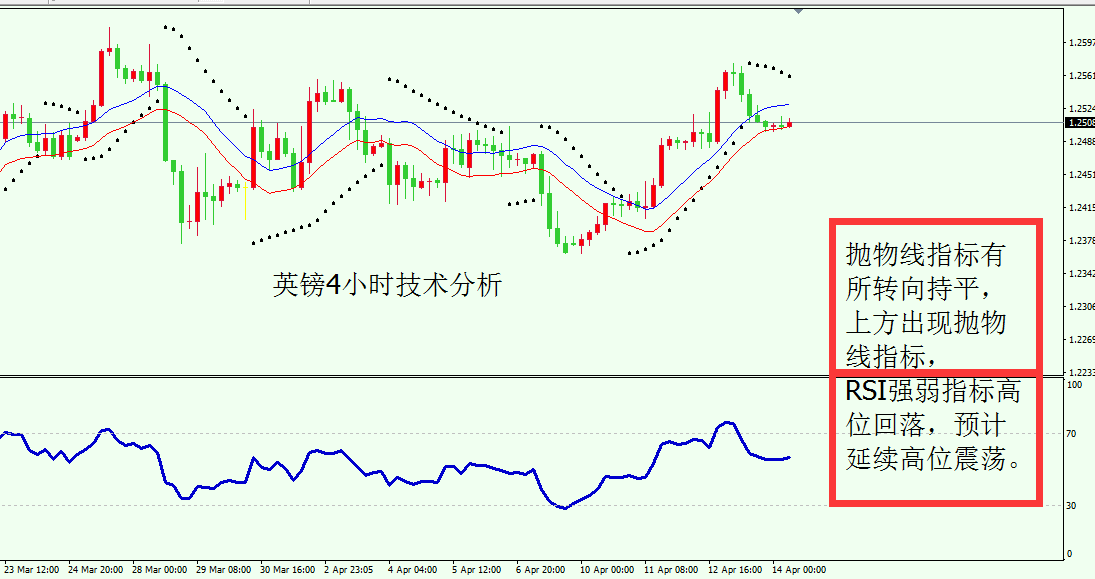 1.2597
1.2561
1.2524
1.2508
1.2488
1.2451
1.2415
1.2378
1.2342
1.2306
1.2265
1.2233
英镑4小时技术分析
抛物线指标有
所转向持平，
上方出现抛物
线指标，
RSI强弱指标高
位回落，预计
延续高位震荡。
100
70
30
0
23 Mar 12:00 24 Mar 20:00 28 Mar 00:00 29 Mar 08:00 30 Mar 16:00 2 Apr 23:05 4 Apr 04:00 5 Apr 12:00 6 Apr 20:00 10 Apr 00:00 11 Apr 08:00 12 Apr 16:00 14 Apr 00:00